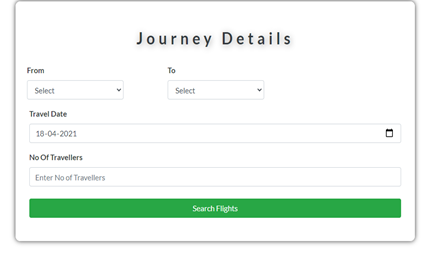 Journey Details
From To
Select Select
Travel Date
18-04-2021
No Of Travellers
Enter No of Travellers
Search Flights